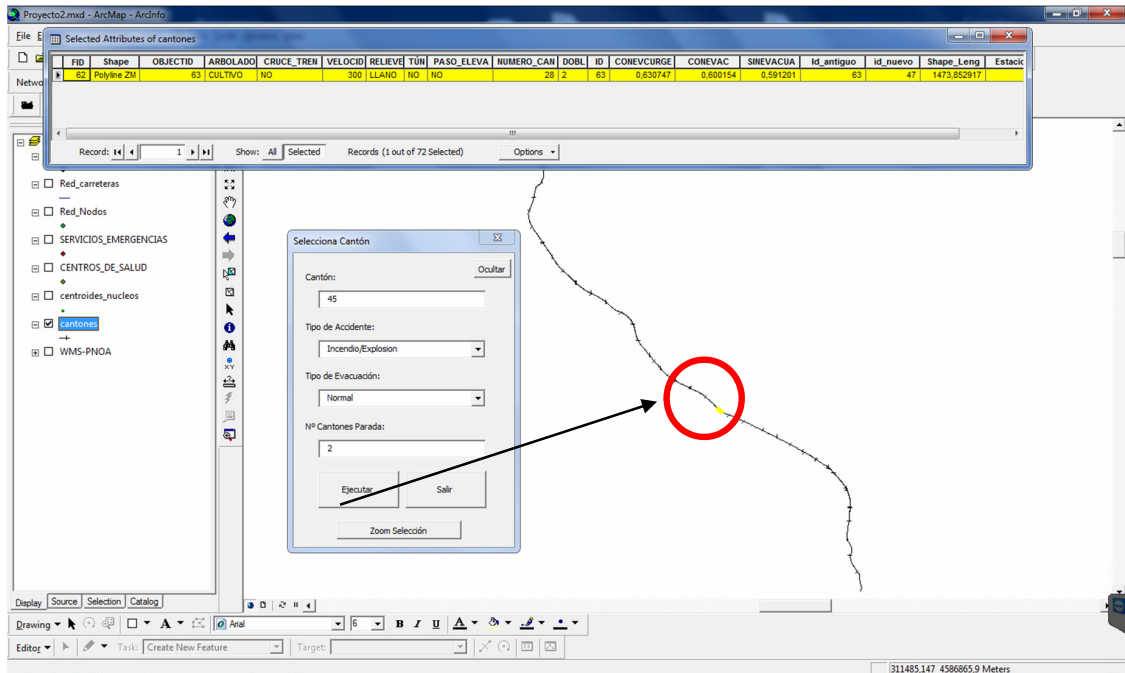 Proyecto2.mxd - ArcMap - ArcInfo
File
Selected Attributes of cantones
FID Shape OBJECTID ARBOLADO CRUCE_TREN VELOCID RELIEVE TÚN PASO_ELEVA NUMERO_CAN DOBL ID CONEVCURGE CONEVAC SINEVACUA Id_antiguo id_nuevo Shape_Leng Estacio
62 Polyline ZM 63 CULTIVO NO 300 LLANO NO NO 28 2 63 0,630747 0,600154 0,591201 63 47 1473,852917
Netwo
Record: 1 Show: All Selected Records (1 out of 72 Selected) Options
Red_carreteras
Red_Nodos
SERVICIOS_EMERGENCIAS
CENTROS_DE_SALUD
centroides_nucleos
cantones
WMS-PNOA
Selecciona Cantón
Ocultar
Cantón:
45
Tipo de Accidente:
Incendio/Explosion
Tipo de Evacuación:
Normal
Nº Cantones Parada:
2
Ejecutar Salir
Zoom Selección
Display Source Selection Catalog
Drawing A Arial 6 B I U A
Editor Task: Create New Feature Target:
311485,147 4586865,9 Meters